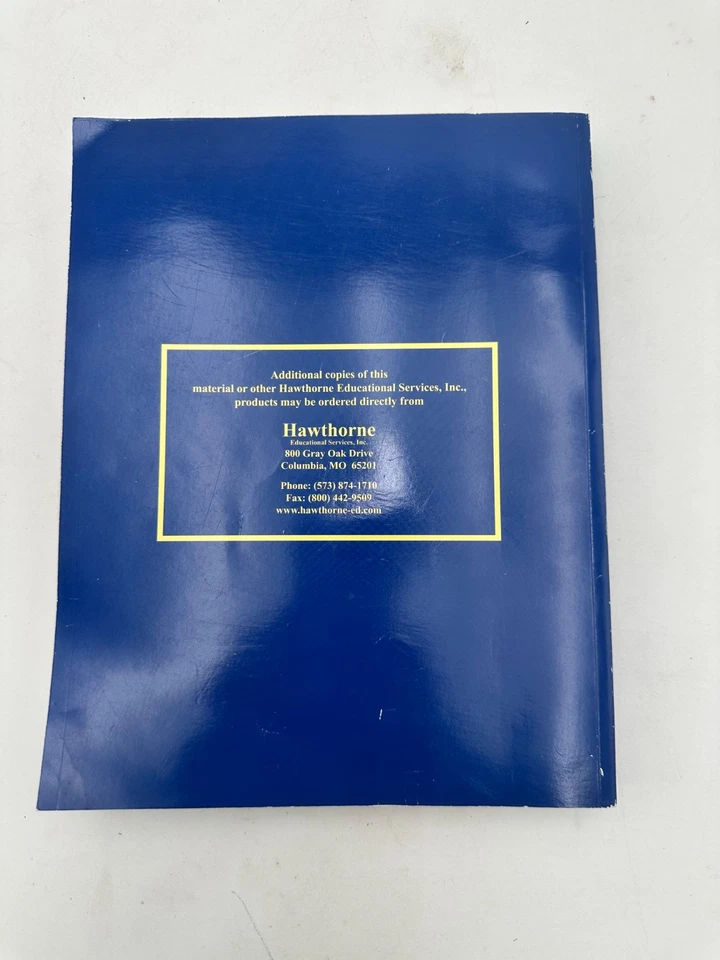 Additional copies of this
material or other Hawthorne Educational Services, Inc.,
products may be ordered directly from
Hawthorne
Educational Services, Inc.
800 Gray Oak Drive
Columbia, MO 65201
Phone: (573) 874-1710
Fax: (800) 442-9509
www.hawthorne-ed.com